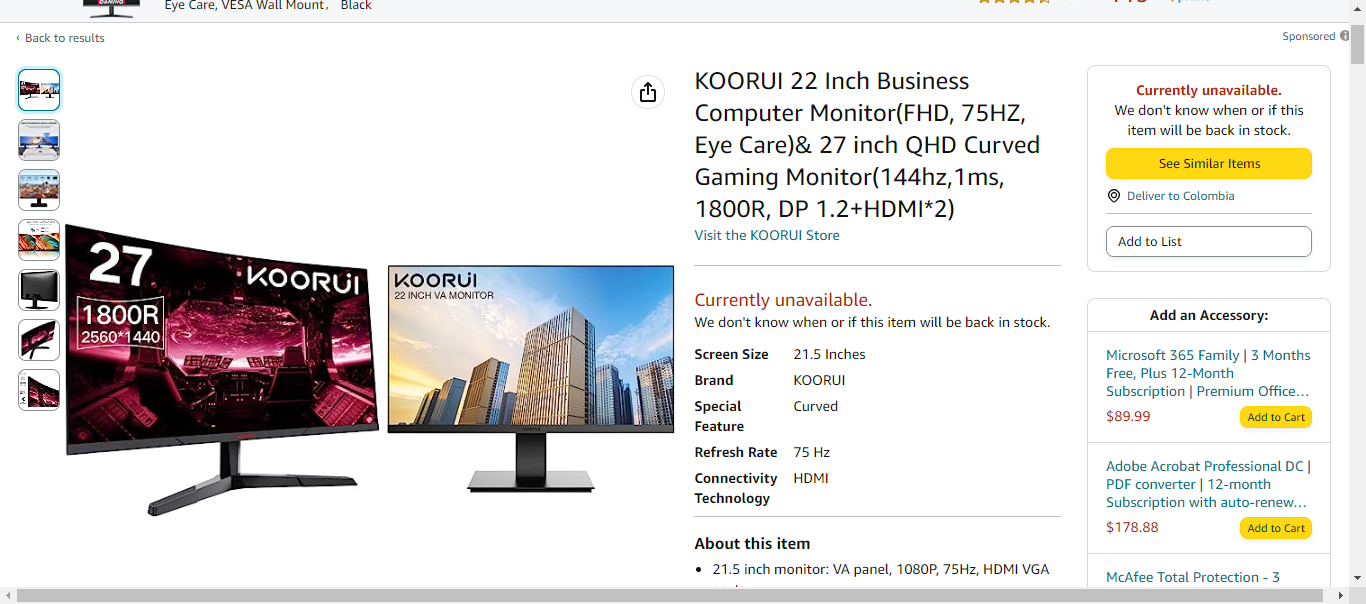 Eye Care, VESA Wall Mount， Black
‹ Back to results
Sponsored
KOORUI 22 Inch Business
Computer Monitor(FHD, 75HZ,
Eye Care)& 27 inch QHD Curved
Gaming Monitor(144hz,1ms,
1800R, DP 1.2+HDMI*2)
Visit the KOORUI Store
27
KOORUI
1800R
2560*1440
KOORUI
22 INCH VA MONITOR
Currently unavailable.
We don't know when or if this item will be back in stock.
Screen Size 21.5 Inches
Brand KOORUI
Special Curved
Feature
Refresh Rate 75 Hz
Connectivity HDMI
Technology
About this item
• 21.5 inch monitor: VA panel, 1080P, 75Hz, HDMI VGA
Currently unavailable.
We don't know when or if this
item will be back in stock.
See Similar Items
Deliver to Colombia
Add to List
Add an Accessory:
Microsoft 365 Family | 3 Months
Free, Plus 12-Month
Subscription | Premium Office…
$89.99 Add to Cart
Adobe Acrobat Professional DC |
PDF converter | 12-month
Subscription with auto-renew…
$178.88 Add to Cart
McAfee Total Protection - 3